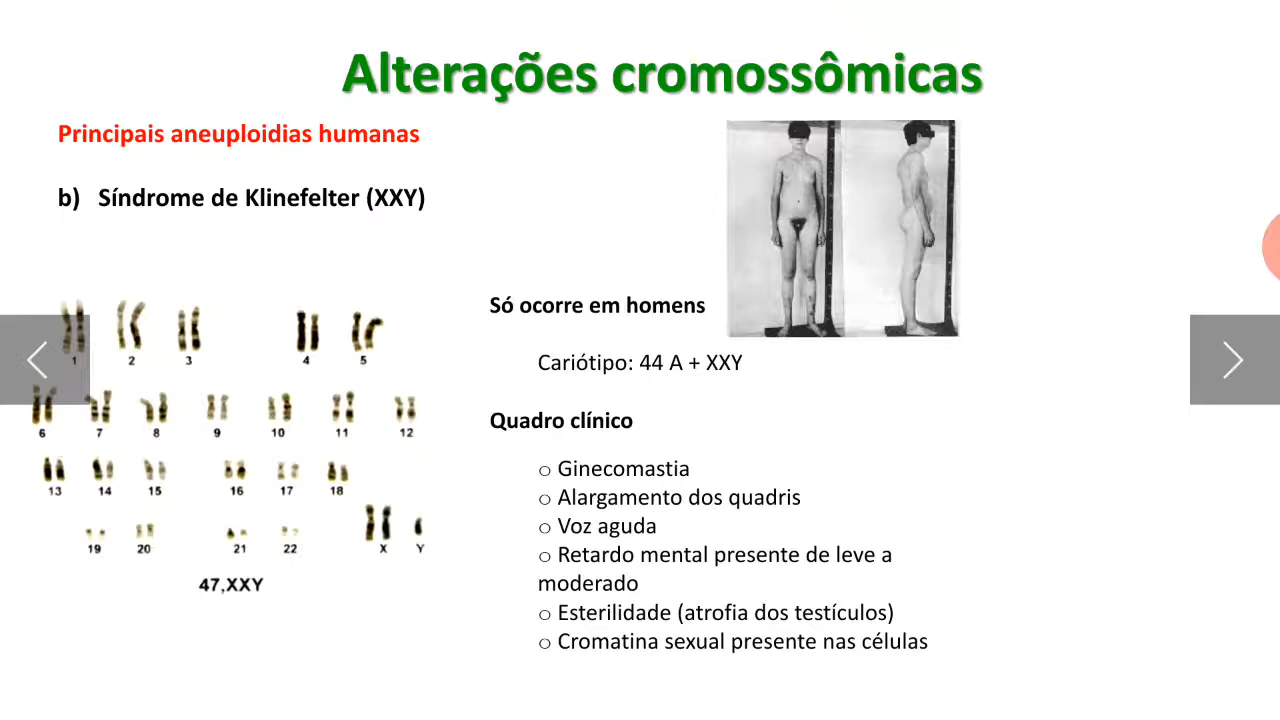 Alterações cromossômicas
Principais aneuploidias humanas
b) Síndrome de Klinefelter (XXY)
Só ocorre em homens
Cariótipo: 44 A + XXY
Quadro clínico
o Ginecomastia
o Alargamento dos quadris
o Voz aguda
o Retardo mental presente de leve a
moderado
o Esterilidade (atrofia dos testículos)
o Cromatina sexual presente nas células
1 2 3 4 5
6 7 8 9 10 11 12
13 14 15 16 17 18
19 20 21 22 X Y
47,XXY